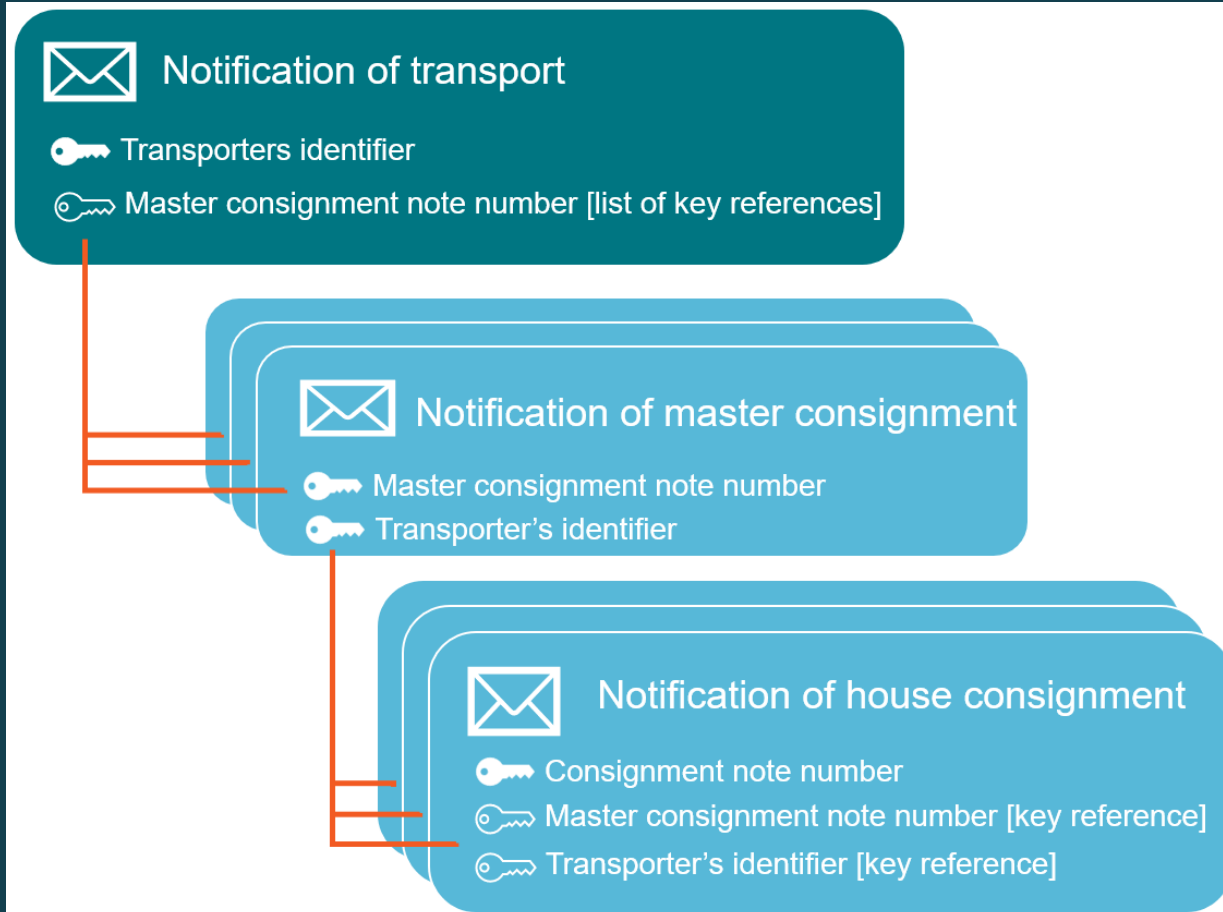 Notification of transport
Transporters identifier
Master consignment note number [list of key references]
Notification of master consignment
Master consignment note number
Transporter’s identifier
Notification of house consignment
Consignment note number
Master consignment note number [key reference]
Transporter’s identifier [key reference]